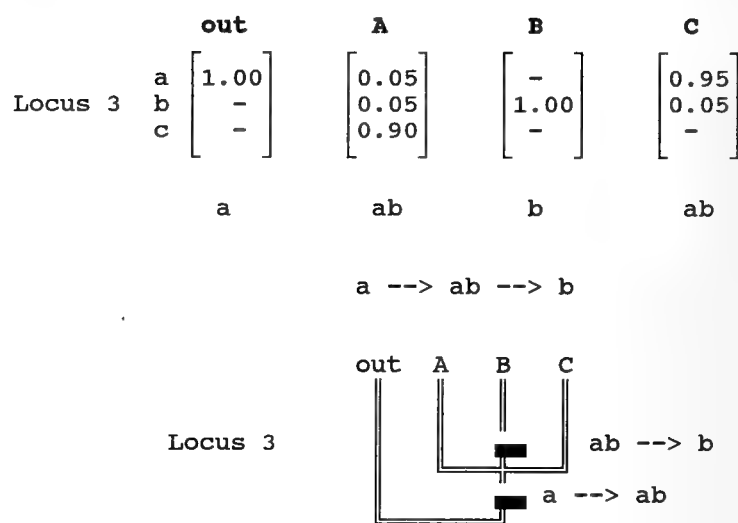 out A B C
a 1.00 0.05 - 0.95
Locus 3 b - 0.05 1.00 0.05
c - 0.90 - -
a ab b ab
a --> ab --> b
out A B C
Locus 3 ab --> b
a --> ab